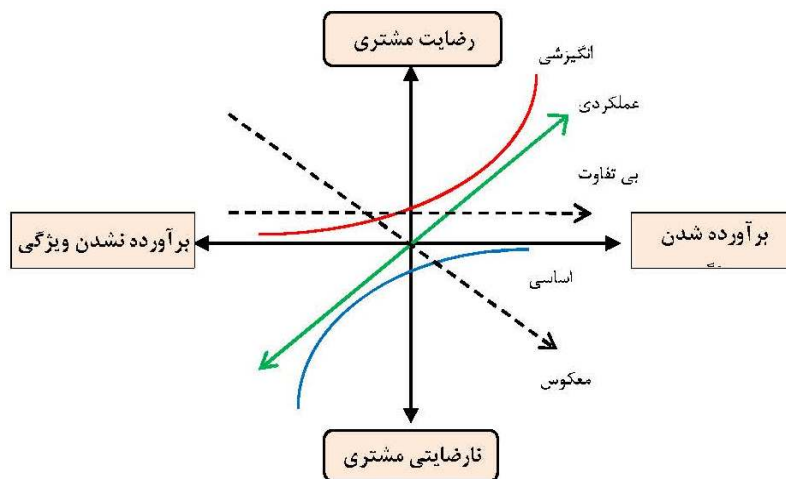 رضایت مشتری
انگیزشی
عملکردی
بی تفاوت
برآورده شدن
برآورده نشدن ویژگی
اساسی
معکوس
نارضایتی مشتری